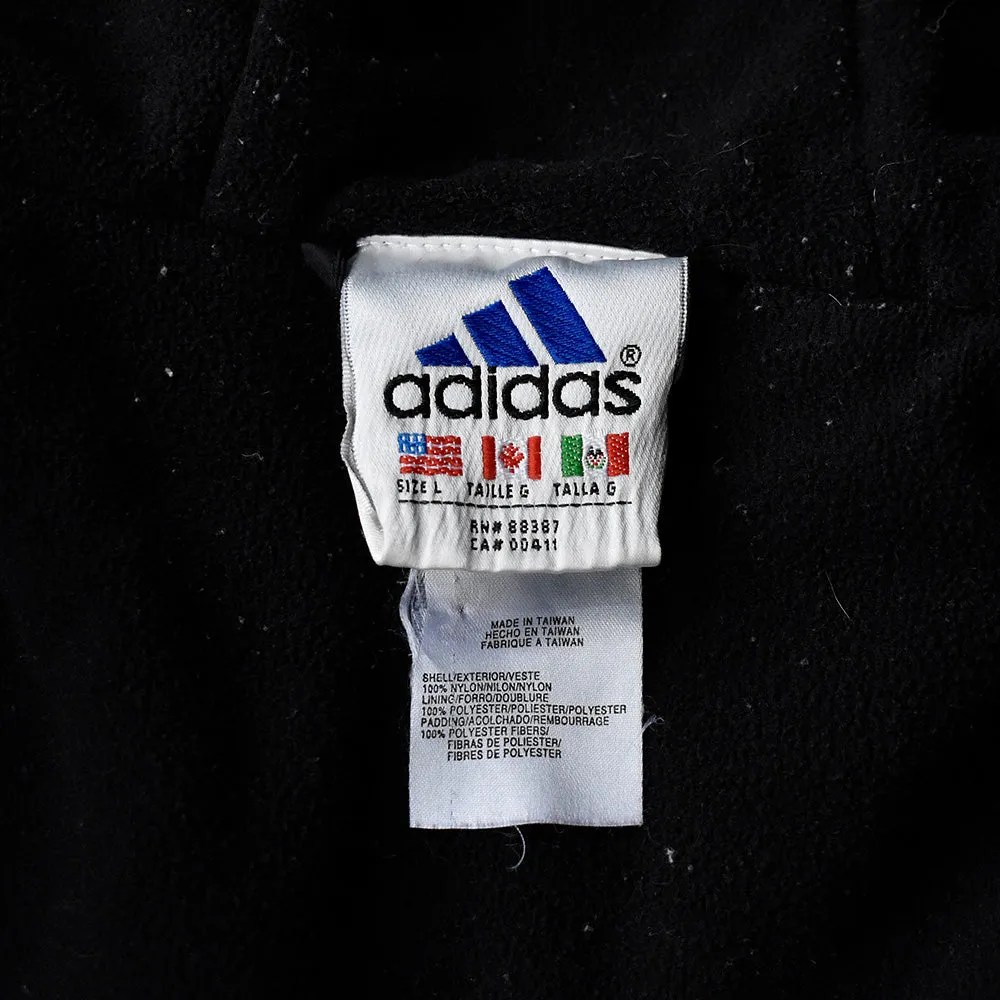 adidas®
SIZE L TAILLE G TALLA G
RN# 88387
CA# 00411
MADE IN TAIWAN
HECHO EN TAIWAN
FABRIQUE A TAIWAN
SHELL/EXTERIOR/VESTE
100% NYLON/NILON/NYLON
LINING/FORRO/DOUBLURE
100% POLYESTER/POLIESTER/POLYESTER
PADDING/ACOLCHADO/REMBOURRAGE
100% POLYESTER FIBERS/
FIBRAS DE POLIESTER/
FIBRES DE POLYESTER